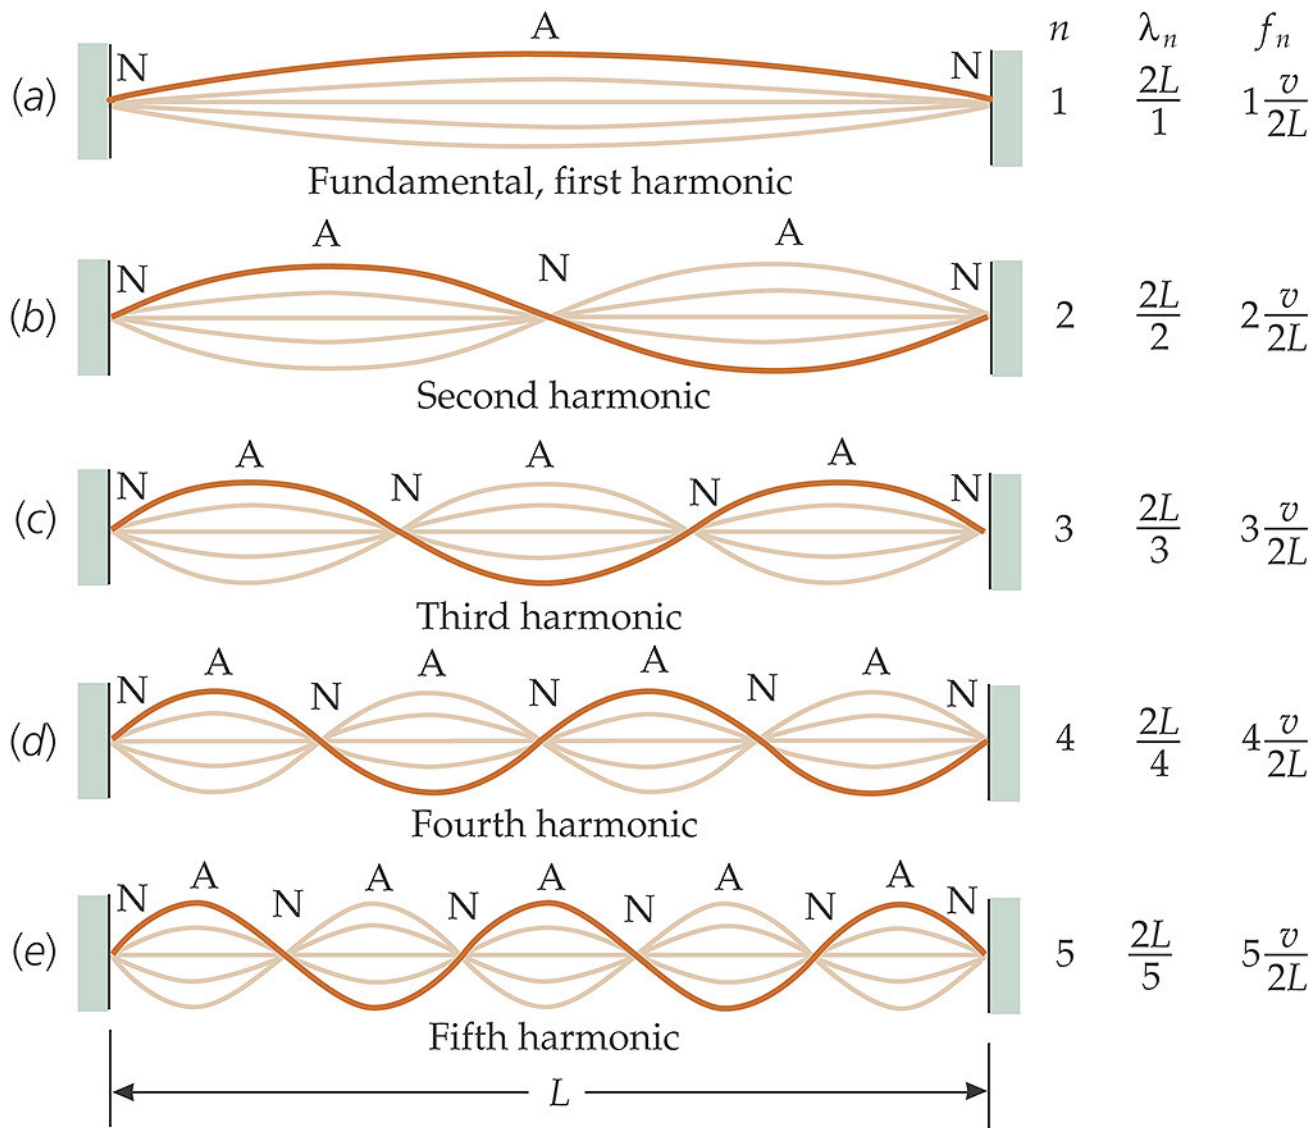 n λn fn
A
N N
(a) 1 2L/1 1 v/2L
Fundamental, first harmonic
A A
N N N
(b) 2 2L/2 2 v/2L
Second harmonic
A A A
N N N N
(c) 3 2L/3 3 v/2L
Third harmonic
A A A A
N N N N N
(d) 4 2L/4 4 v/2L
Fourth harmonic
A A A A A
N N N N N N
(e) 5 2L/5 5 v/2L
Fifth harmonic
L